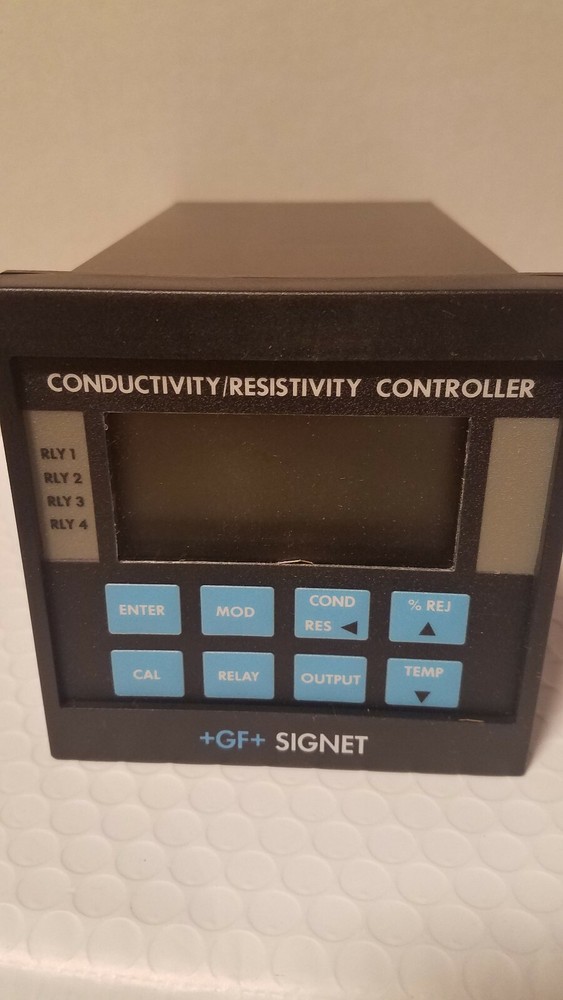 CONDUCTIVITY/RESISTIVITY CONTROLLER
RLY 1
RLY 2
RLY 3
RLY 4
ENTER
MOD
COND
RES ◀
% REJ
▲
CAL
RELAY
OUTPUT
TEMP
▼
+GF+ SIGNET